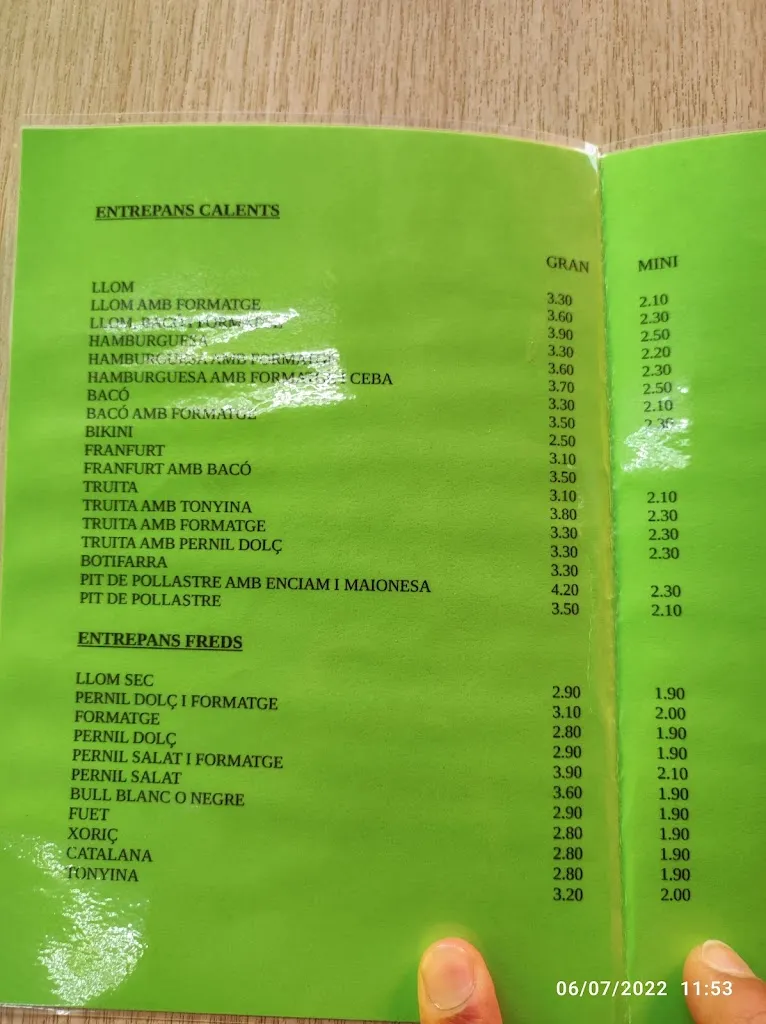 ENTREPANS CALENTS
GRAN MINI
LLOM 3.30 2.10
LLOM AMB FORMATGE 3.60 2.30
LLOM, BACÓ I FORMATGE 3.90 2.50
HAMBURGUESA 3.30 2.20
HAMBURGUESA AMB FORMATGE 3.60 2.30
HAMBURGUESA AMB FORMATGE I CEBA 3.70 2.50
BACÓ 3.30 2.10
BACÓ AMB FORMATGE 3.50 2.30
BIKINI 2.50
FRANFURT 3.10
FRANFURT AMB BACÓ 3.50
TRUITA 3.10 2.10
TRUITA AMB TONYINA 3.80 2.30
TRUITA AMB FORMATGE 3.30 2.30
TRUITA AMB PERNIL DOLÇ 3.30 2.30
BOTIFARRA 3.30
PIT DE POLLASTRE AMB ENCIAM I MAIONESA 4.20 2.30
PIT DE POLLASTRE 3.50 2.10
ENTREPANS FREDS
LLOM SEC 2.90 1.90
PERNIL DOLÇ I FORMATGE 3.10 2.00
FORMATGE 2.80 1.90
PERNIL DOLÇ 2.90 1.90
PERNIL SALAT I FORMATGE 3.90 2.10
PERNIL SALAT 3.60 1.90
BULL BLANC O NEGRE 2.90 1.90
FUET 2.80 1.90
XORIÇ 2.80 1.90
CATALANA 2.80 1.90
TONYINA 3.20 2.00
06/07/2022 11:53